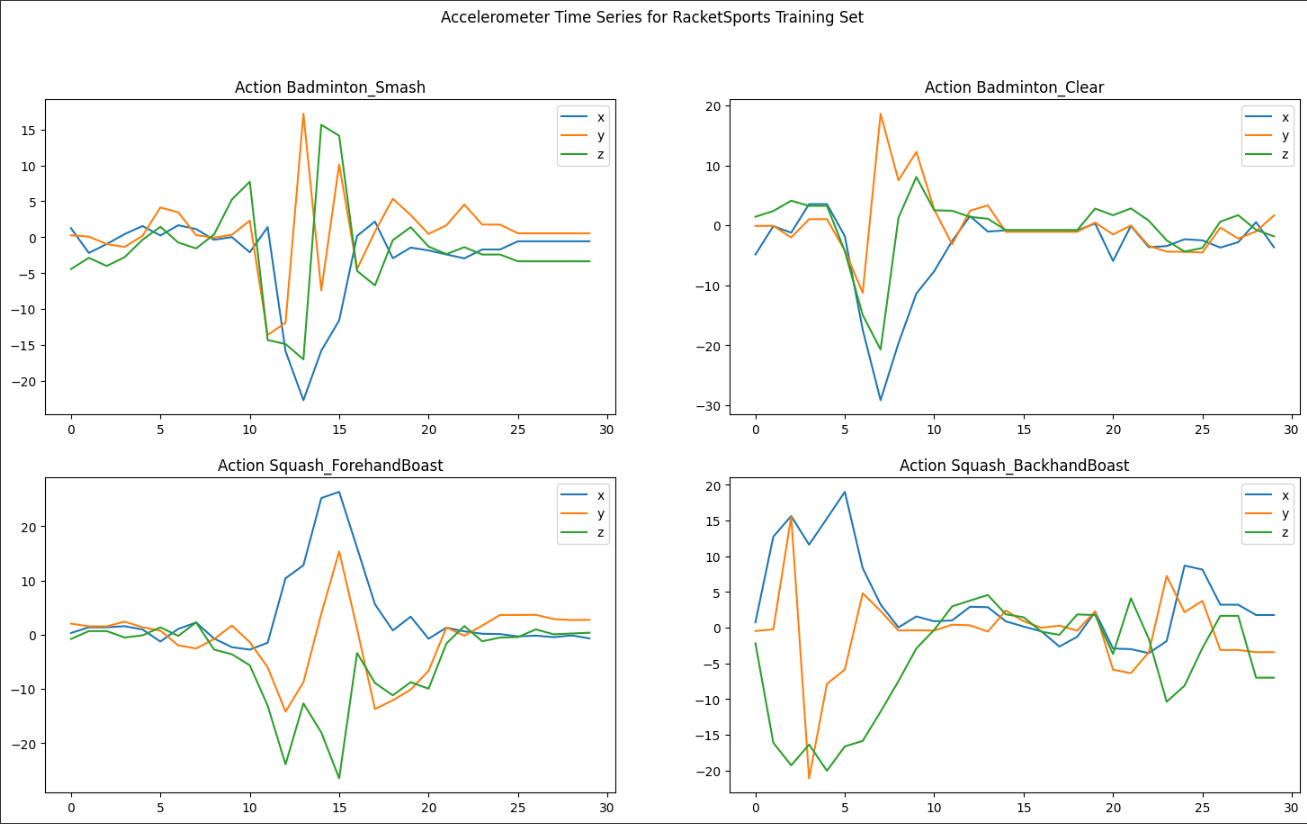 Accelerometer Time Series for RacketSports Training Set
Action Badminton_Smash
x
y
z
15
10
5
0
−5
−10
−15
−20
0 5 10 15 20 25 30
Action Badminton_Clear
x
y
z
20
10
0
−10
−20
−30
0 5 10 15 20 25 30
Action Squash_ForehandBoast
x
y
z
20
10
0
−10
−20
0 5 10 15 20 25 30
Action Squash_BackhandBoast
x
y
z
20
15
10
5
0
−5
−10
−15
−20
0 5 10 15 20 25 30